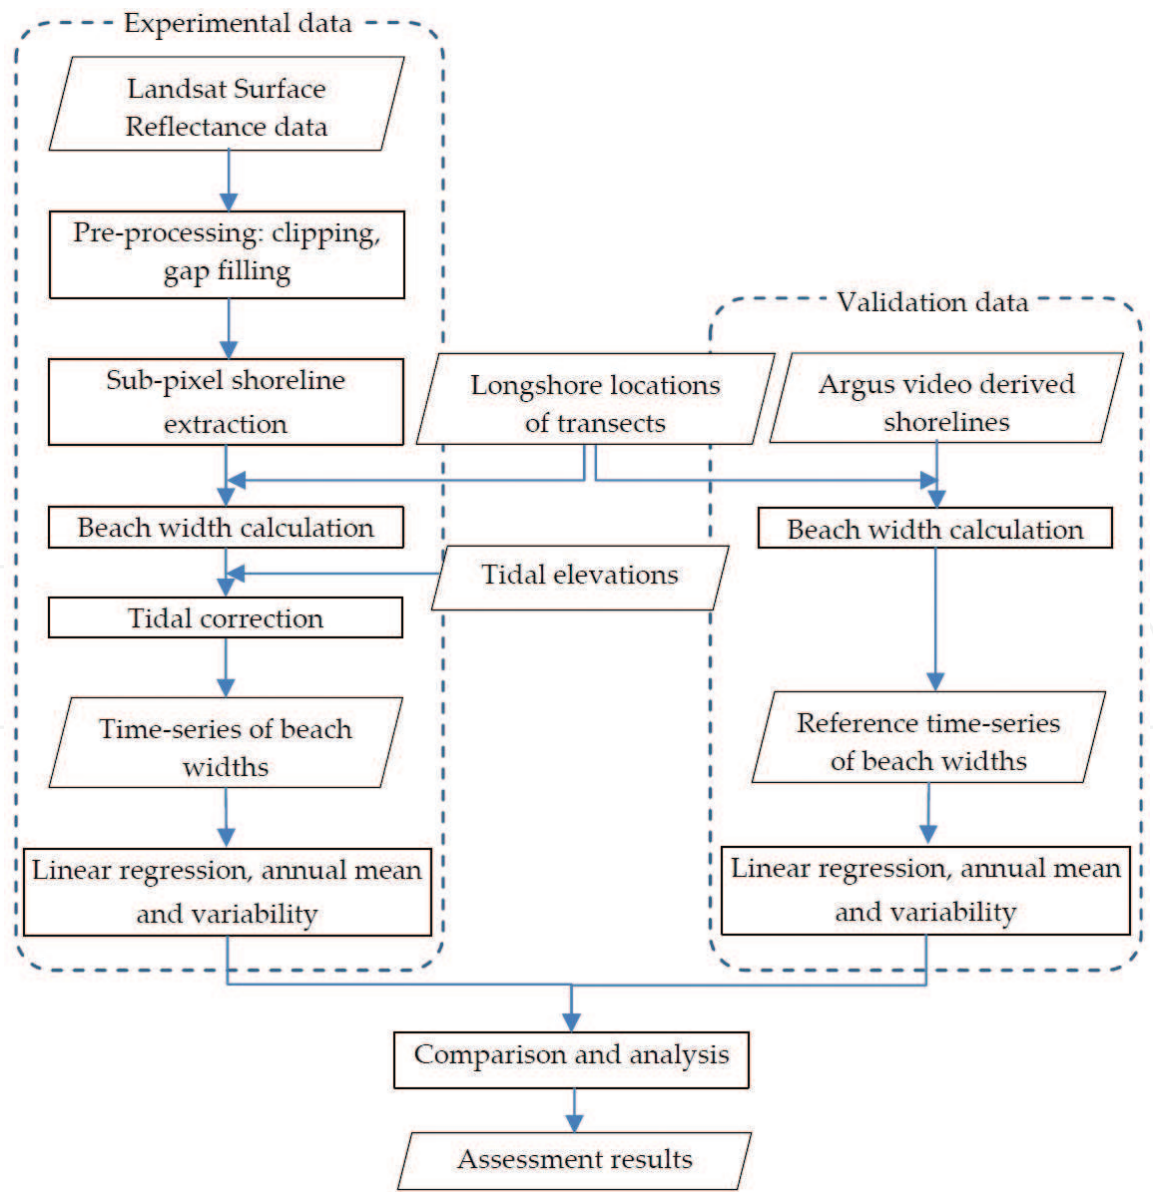 Experimental data
Landsat Surface
Reflectance data
Pre-processing: clipping,
gap filling
Sub-pixel shoreline
extraction
Longshore locations
of transects
Validation data
Argus video derived
shorelines
Beach width calculation
Beach width calculation
Tidal elevations
Tidal correction
Time-series of beach
widths
Reference time-series
of beach widths
Linear regression, annual mean
and variability
Linear regression, annual mean
and variability
Comparison and analysis
Assessment results